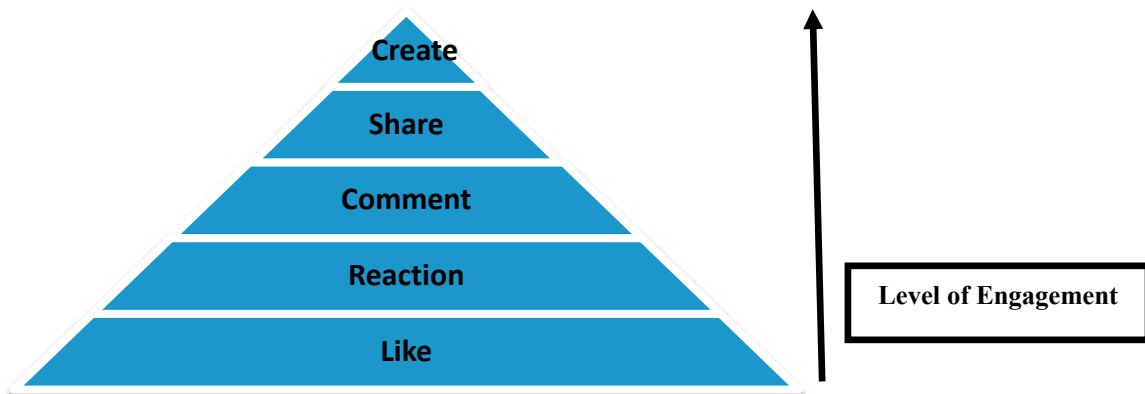 Create
Share
Comment
Reaction
Like
Level of Engagement